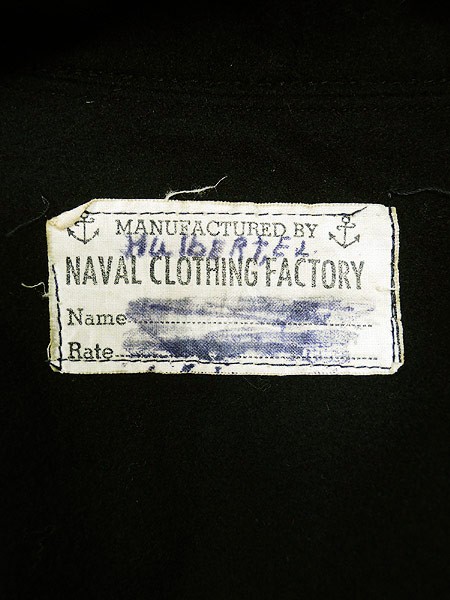 MANUFACTURED BY
NAVAL CLOTHING FACTORY
Name
Rate